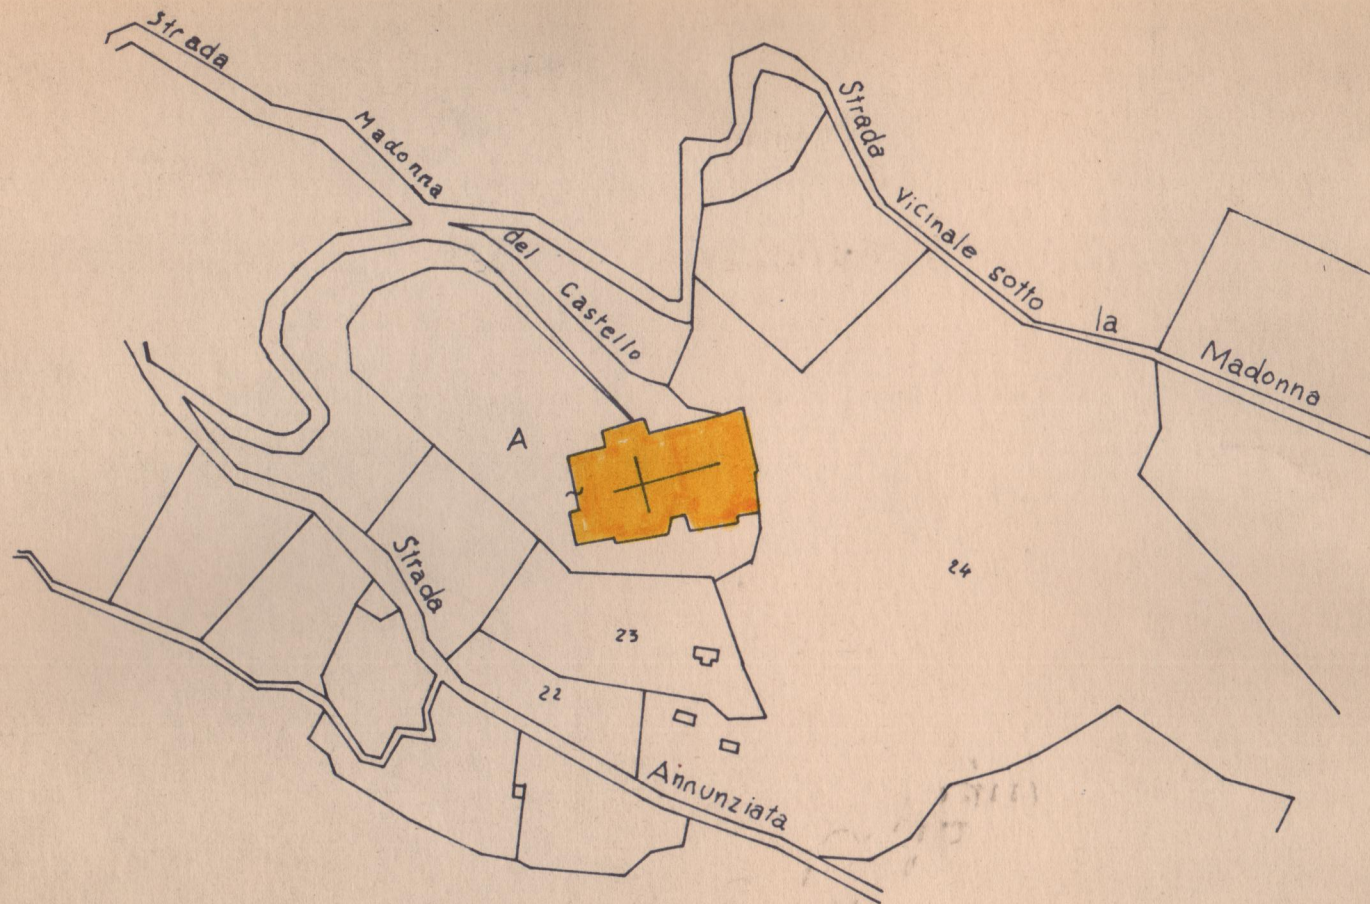 Strada Madonna del Castello
Strada vicinale sotto la Madonna
A
24
Strada Annunziata
23
22